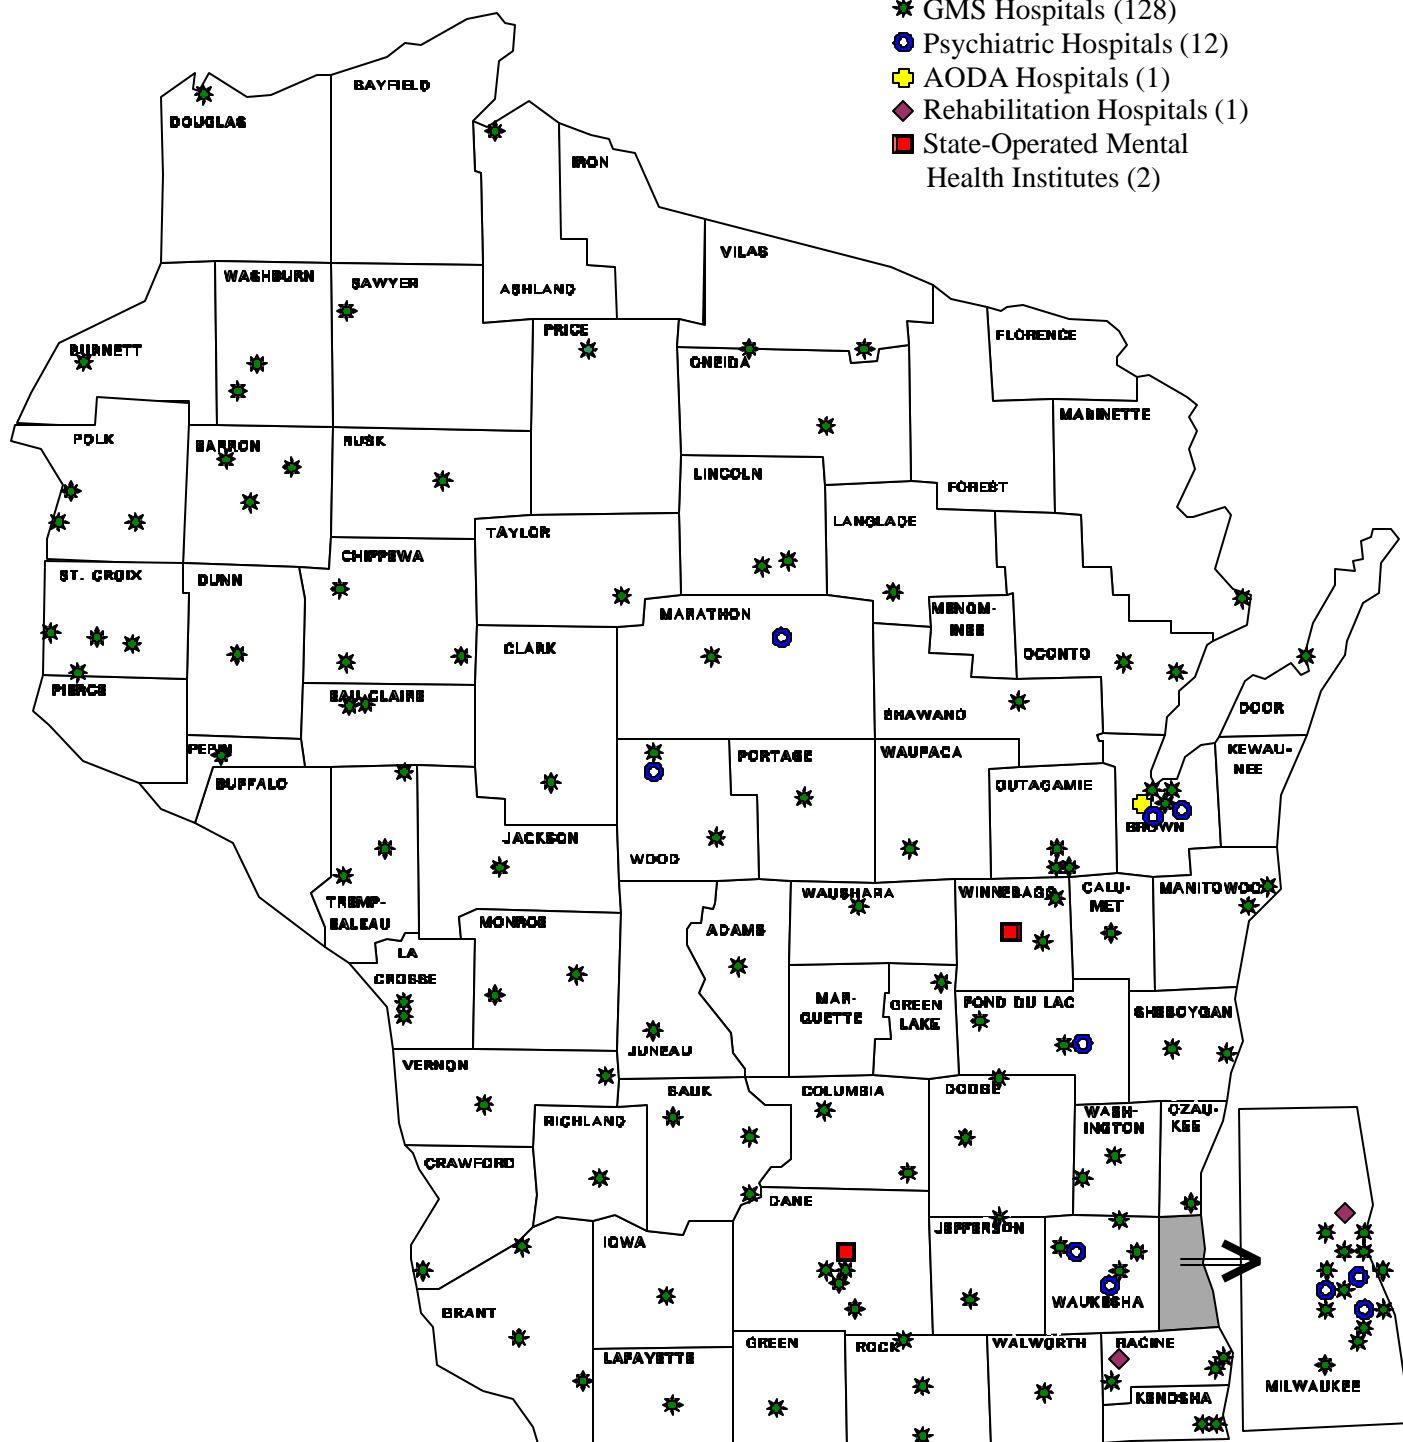 GMS Hospitals (128)
Psychiatric Hospitals (12)
AODA Hospitals (1)
Rehabilitation Hospitals (1)
State-Operated Mental
Health Institutes (2)
BAYFIELD
DOUGLAS
IRON
VILAS
WASHBURN
SAWYER
ASHLAND
PRICE
FLORENCE
BURNETT
ONEIDA
MARINETTE
POLK
BARRON
RUSK
LINCOLN
FOREST
LANGLADE
TAYLOR
CHIPPEWA
ST. CROIX
DUNN
MARATHON
MENOM-
INEE
CLARK
OCONTO
PIERCE
EAU CLAIRE
SHAWANO
DOOR
PEPIN
PORTAGE
WAUPACA
KEWAU-
NEE
BUFFALO
OUTAGAMIE
BROWN
JACKSON
WOOD
WAUSHARA
WINNEBAGO
CALU-
MET
MANITOWOC
TREMP-
EALEAU
MONROE
ADAMS
LA
CROSSE
MAR-
QUETTE
GREEN
LAKE
FOND DU LAC
SHEBOYGAN
JUNEAU
VERNON
SAUK
COLUMBIA
DODGE
WASH-
INGTON
OZAU-
KEE
RICHLAND
CRAWFORD
DANE
JEFFERSON
IOWA
WAUKESHA
GRANT
LAFAYETTE
GREEN
ROCK
WALWORTH
RACINE
KENOSHA
MILWAUKEE